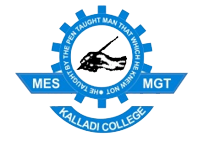 HE TAUGHT BY THE PEN TAUGHT MAN THAT WHICH HE KNEW NOT
MES
MGT
KALLADI COLLEGE